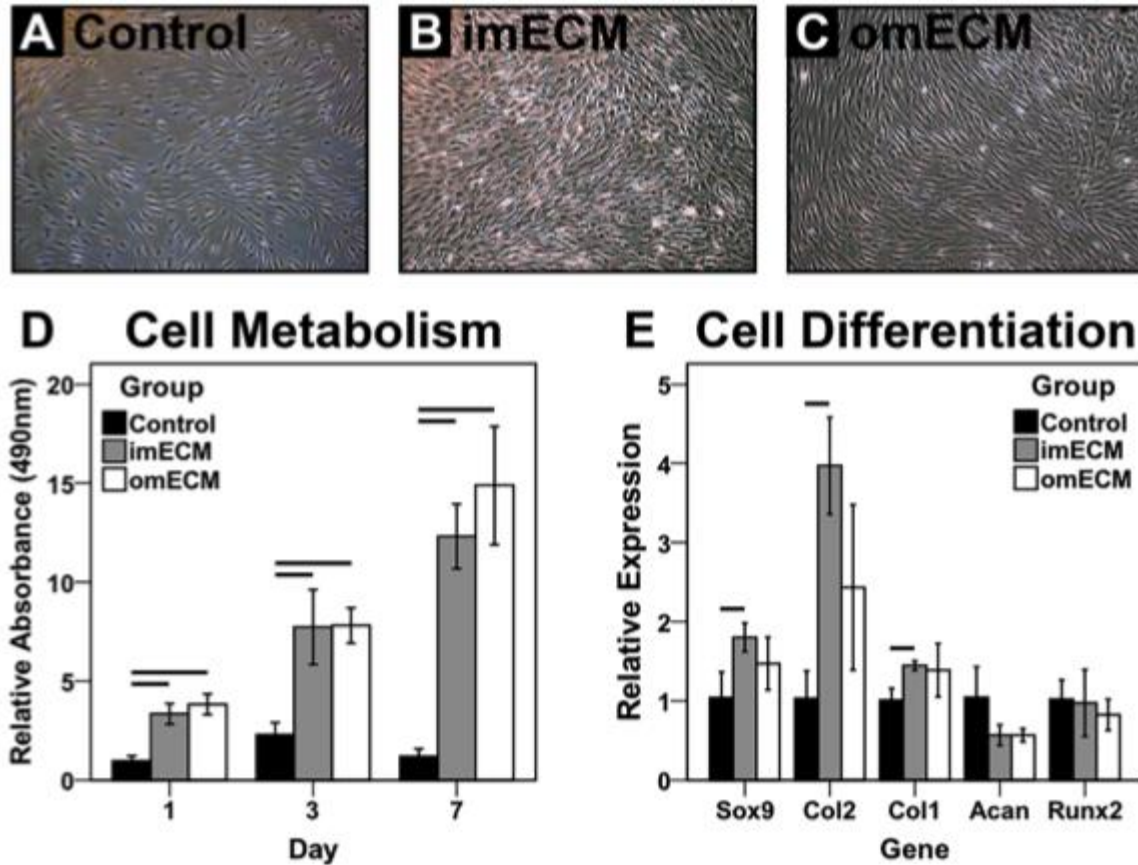 A Control
B imECM
C omECM
D Cell Metabolism
Relative Absorbance (490nm)
20
15
10
5
0
Group
Control
imECM
omECM
1 3 7
Day
E Cell Differentiation
Relative Expression
5
4
3
2
1
0
Group
Control
imECM
omECM
Sox9 Col2 Col1 Acan Runx2
Gene